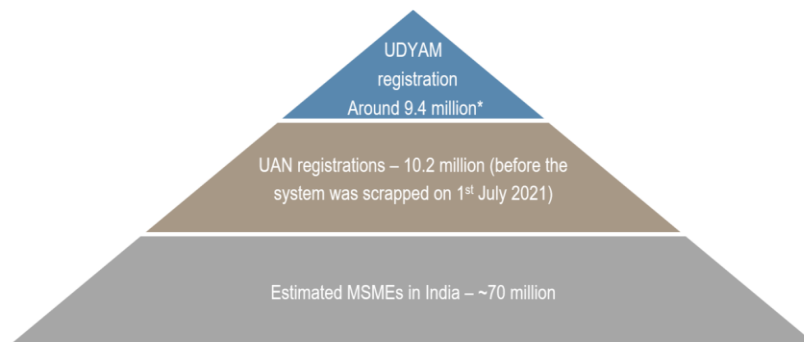 UDYAM
registration
Around 9.4 million*
UAN registrations – 10.2 million (before the
system was scrapped on 1st July 2021)
Estimated MSMEs in India – ~70 million